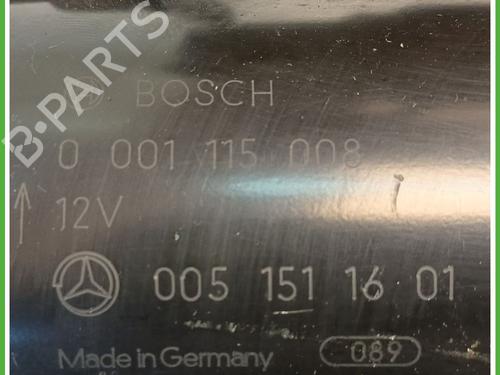 B-PARTS
BOSCH
0 001 115 008
12V
005 151 16 01
Made in Germany 089